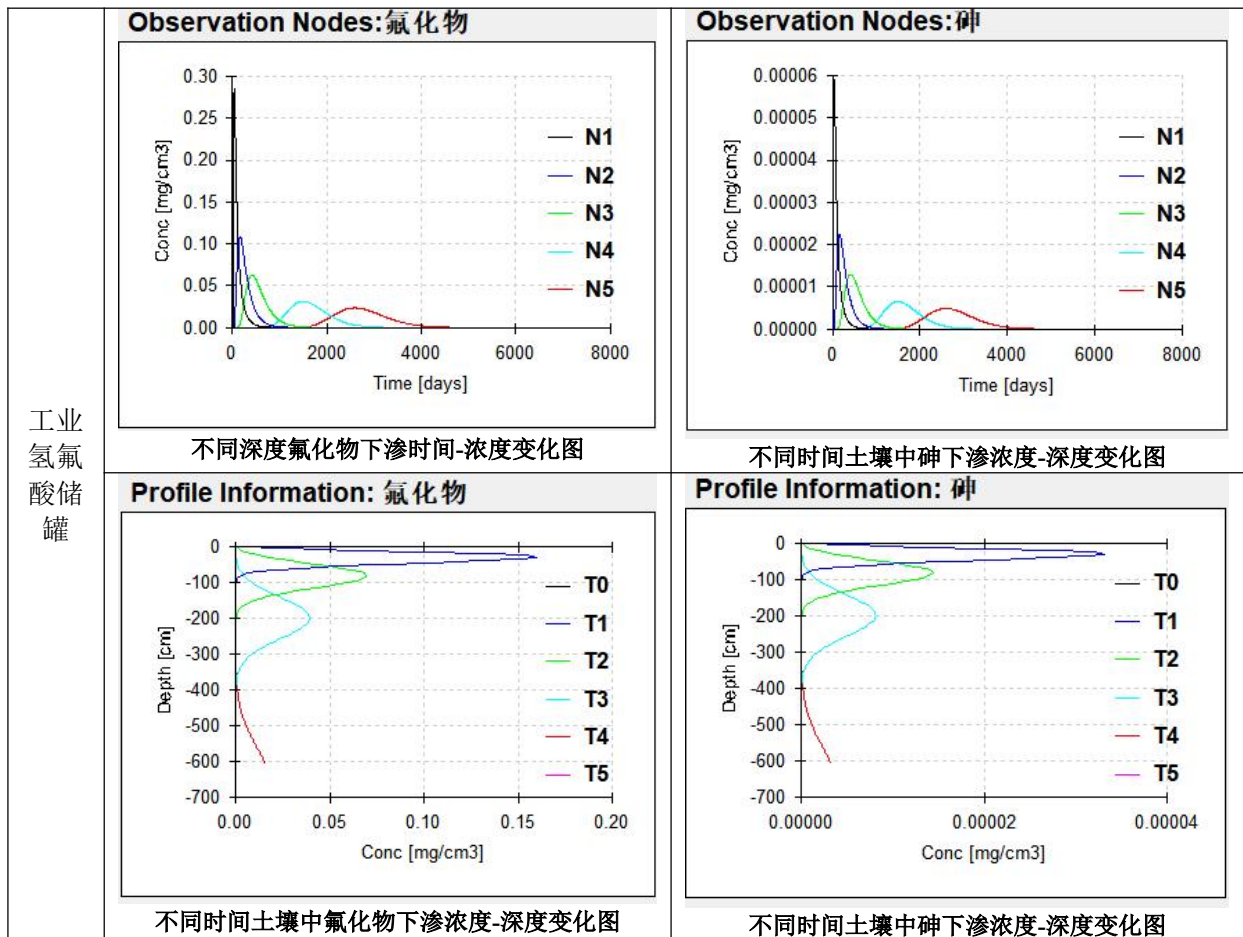 工业
氢氟
酸储
罐
Observation Nodes:氟化物
Conc [mg/cm3]
0.30
0.25
0.20
0.15
0.10
0.05
0.00
0 2000 4000 6000 8000
Time [days]
N1
N2
N3
N4
N5
不同深度氟化物下渗时间-浓度变化图
Observation Nodes:砷
Conc [mg/cm3]
0.00006
0.00005
0.00004
0.00003
0.00002
0.00001
0.00000
0 2000 4000 6000 8000
Time [days]
N1
N2
N3
N4
N5
不同时间土壤中砷下渗浓度-深度变化图
Profile Information: 氟化物
Depth [cm]
0
-100
-200
-300
-400
-500
-600
-700
0.00 0.05 0.10 0.15 0.20
Conc [mg/cm3]
T0
T1
T2
T3
T4
T5
不同时间土壤中氟化物下渗浓度-深度变化图
Profile Information: 砷
Depth [cm]
0
-100
-200
-300
-400
-500
-600
-700
0.00000 0.00002 0.00004
Conc [mg/cm3]
T0
T1
T2
T3
T4
T5
不同时间土壤中砷下渗浓度-深度变化图